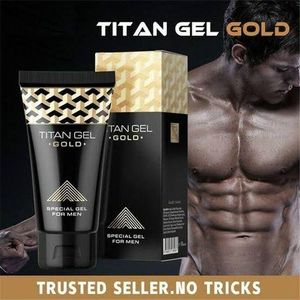 TITAN GEL GOLD
TITAN GEL
GOLD
SPECIAL GEL
FOR MEN
TITAN GEL
GOLD
SPECIAL GEL
FOR MEN
TRUSTED SELLER.NO TRICKS